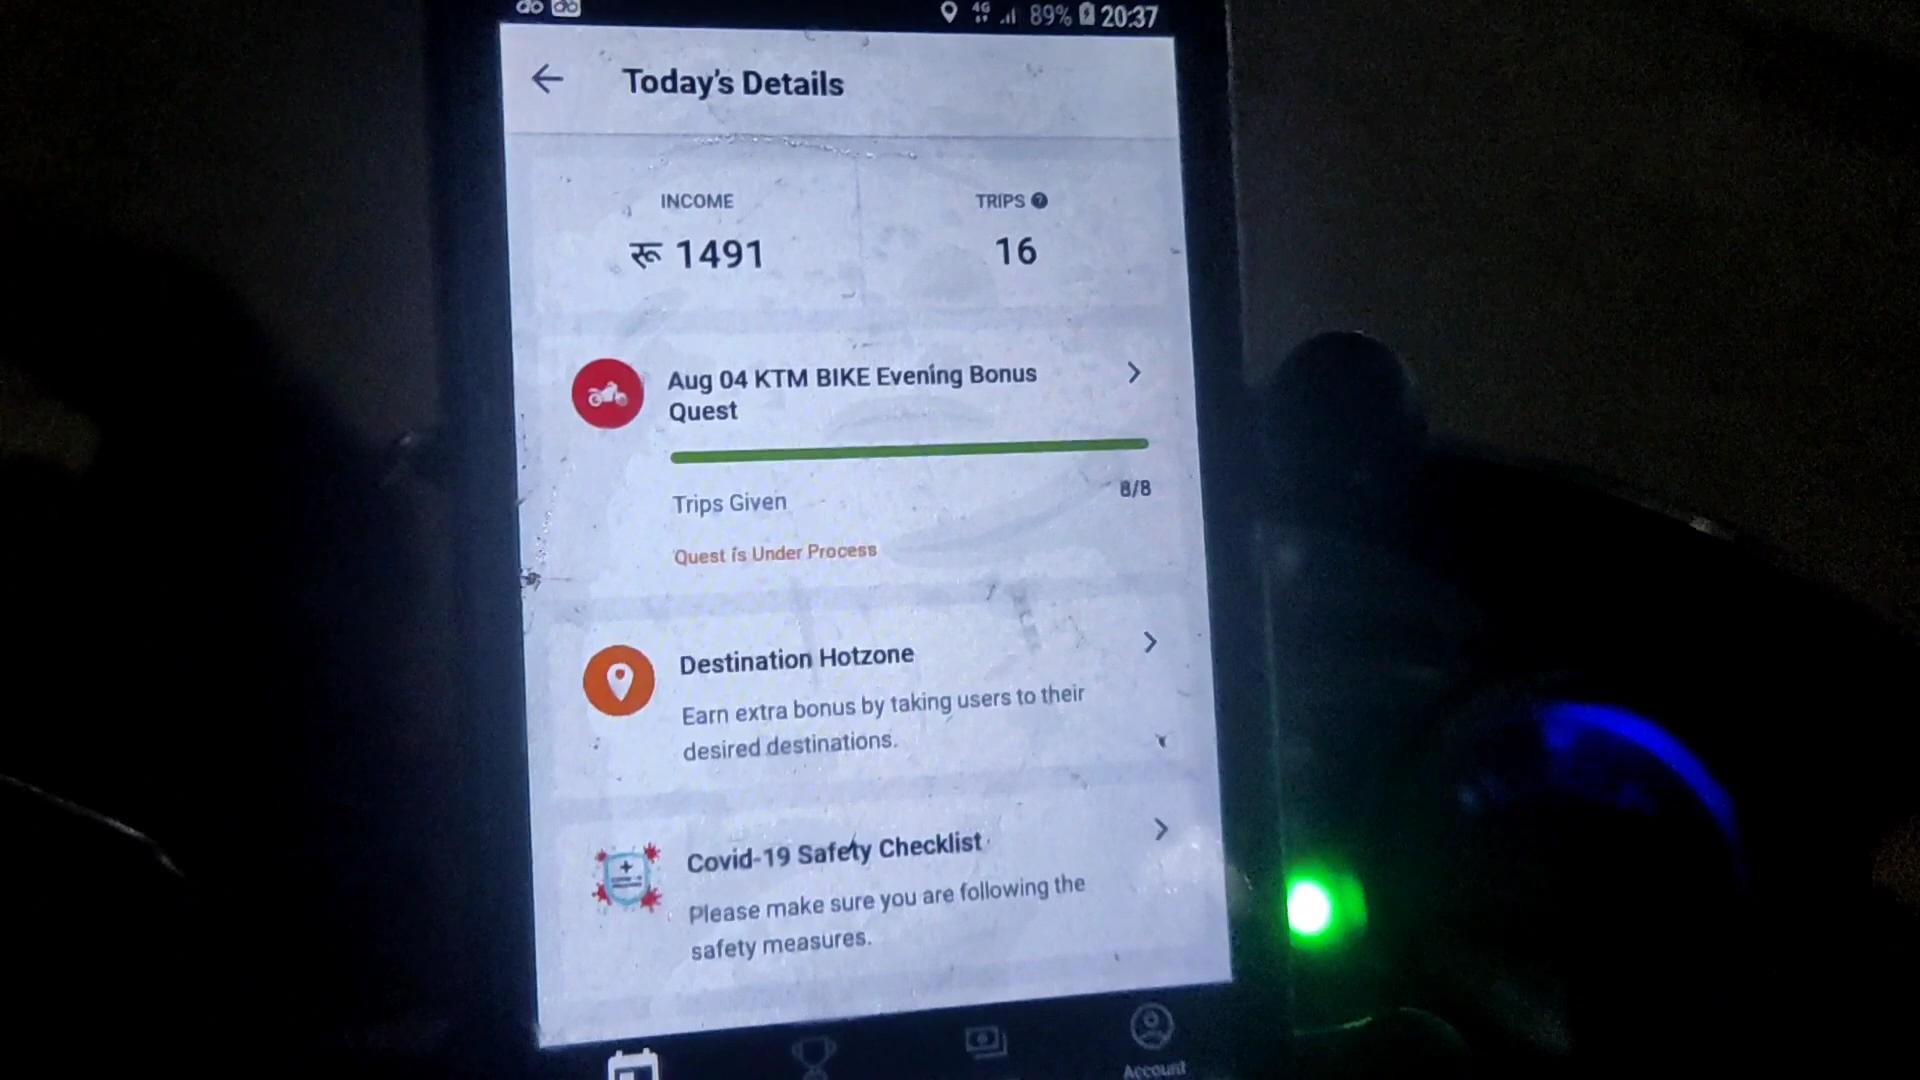 4G 89% 20:37
Today's Details
INCOME TRIPS
रू 1491 16
Aug 04 KTM BIKE Evening Bonus
Quest
8/8
Trips Given
Quest is Under Process
Destination Hotzone
Earn extra bonus by taking users to their
desired destinations.
Covid-19 Safety Checklist
Please make sure you are following the
safety measures.
Account